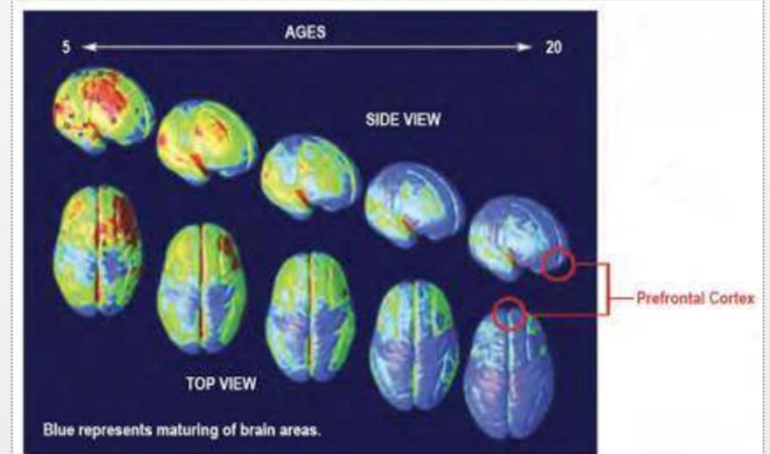 AGES
5 20
SIDE VIEW
Prefrontal Cortex
TOP VIEW
Blue represents maturing of brain areas.